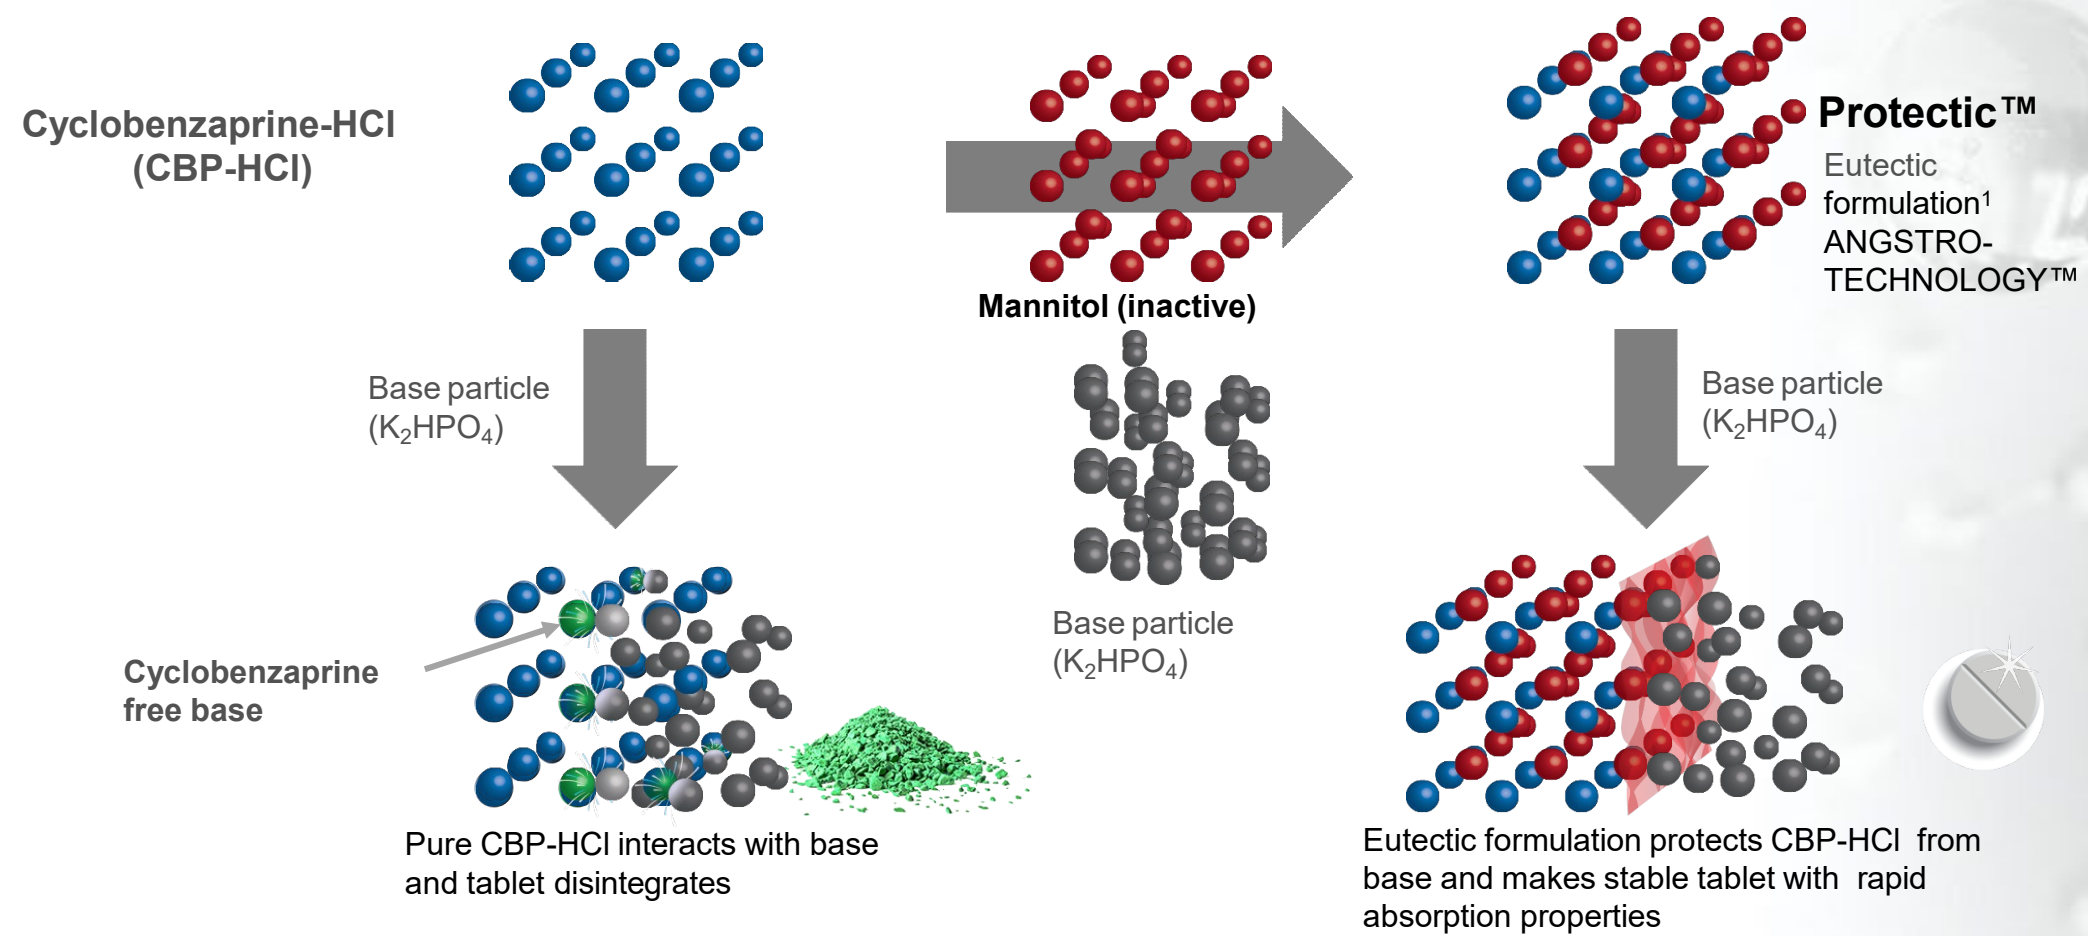 Cyclobenzaprine-HCl
(CBP-HCl)
Protectic™
Eutectic
formulation¹
ANGSTRO-
TECHNOLOGY™
Mannitol (inactive)
Base particle
(K₂HPO₄)
Base particle
(K₂HPO₄)
Base particle
(K₂HPO₄)
Cyclobenzaprine
free base
Pure CBP-HCl interacts with base
and tablet disintegrates
Eutectic formulation protects CBP-HCl from
base and makes stable tablet with rapid
absorption properties